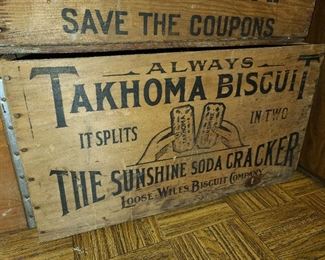 SAVE THE COUPONS
ALWAYS
TAKHOMA BISCUIT
IT SPLITS IN TWO
THE SUNSHINE SODA CRACKER
LOOSE-WILES BISCUIT COMPANY